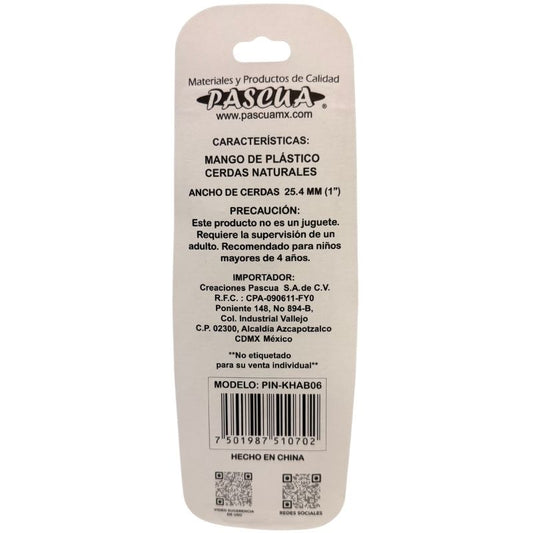 Materiales y Productos de Calidad
PASCUA®
www.pascuamx.com
CARACTERÍSTICAS:
MANGO DE PLÁSTICO
CERDAS NATURALES
ANCHO DE CERDAS 25.4 MM (1")
PRECAUCIÓN:
Este producto no es un juguete.
Requiere la supervisión de un
adulto. Recomendado para niños
mayores de 4 años.
IMPORTADOR:
Creaciones Pascua S.A. de C.V.
R.F.C. : CPA-090611-FY0
Poniente 148, No 894-B,
Col. Industrial Vallejo
C.P. 02300, Alcaldía Azcapotzalco
CDMX México
**No etiquetado
para su venta individual**
MODELO: PIN-KHAB06
7 501987 510702
HECHO EN CHINA
VIDEO SUGERENCIA
DE USO
REDES SOCIALES